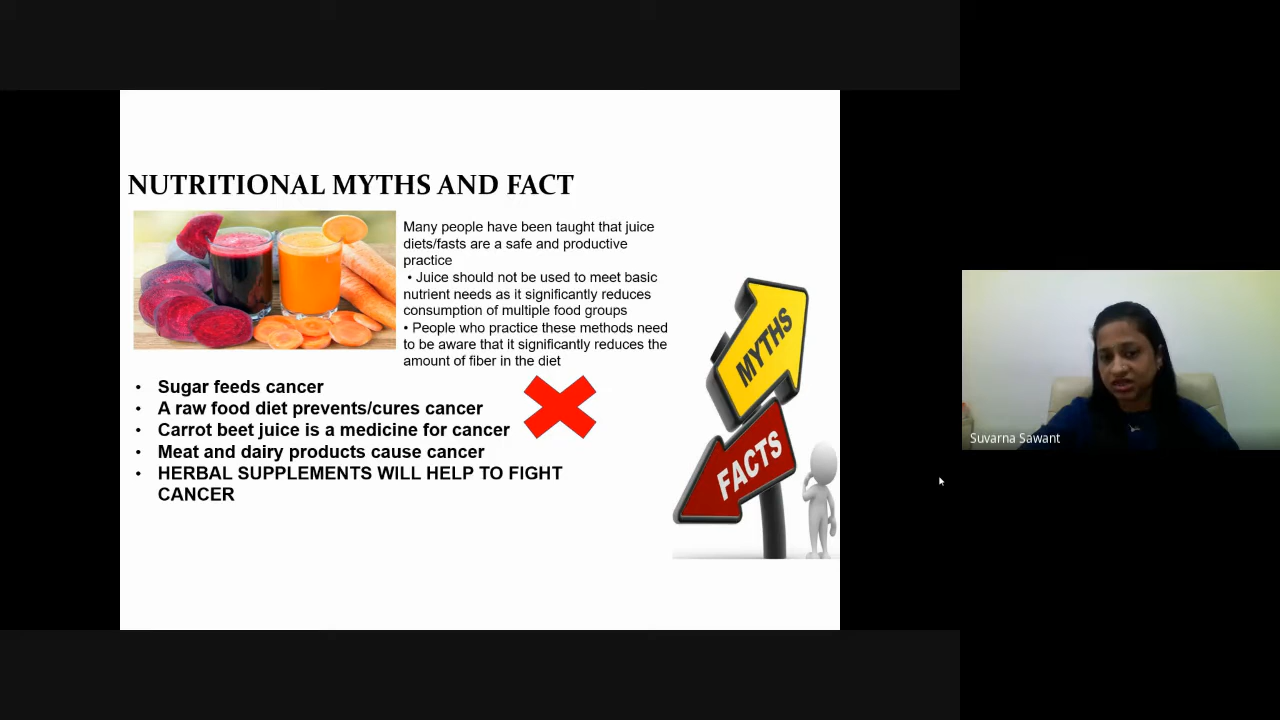 NUTRITIONAL MYTHS AND FACT
Many people have been taught that juice
diets/fasts are a safe and productive
practice
• Juice should not be used to meet basic
nutrient needs as it significantly reduces
consumption of multiple food groups
• People who practice these methods need
to be aware that it significantly reduces the
amount of fiber in the diet
• Sugar feeds cancer
• A raw food diet prevents/cures cancer
• Carrot beet juice is a medicine for cancer
• Meat and dairy products cause cancer
• HERBAL SUPPLEMENTS WILL HELP TO FIGHT
CANCER
MYTHS
FACTS
Suvarna Sawant